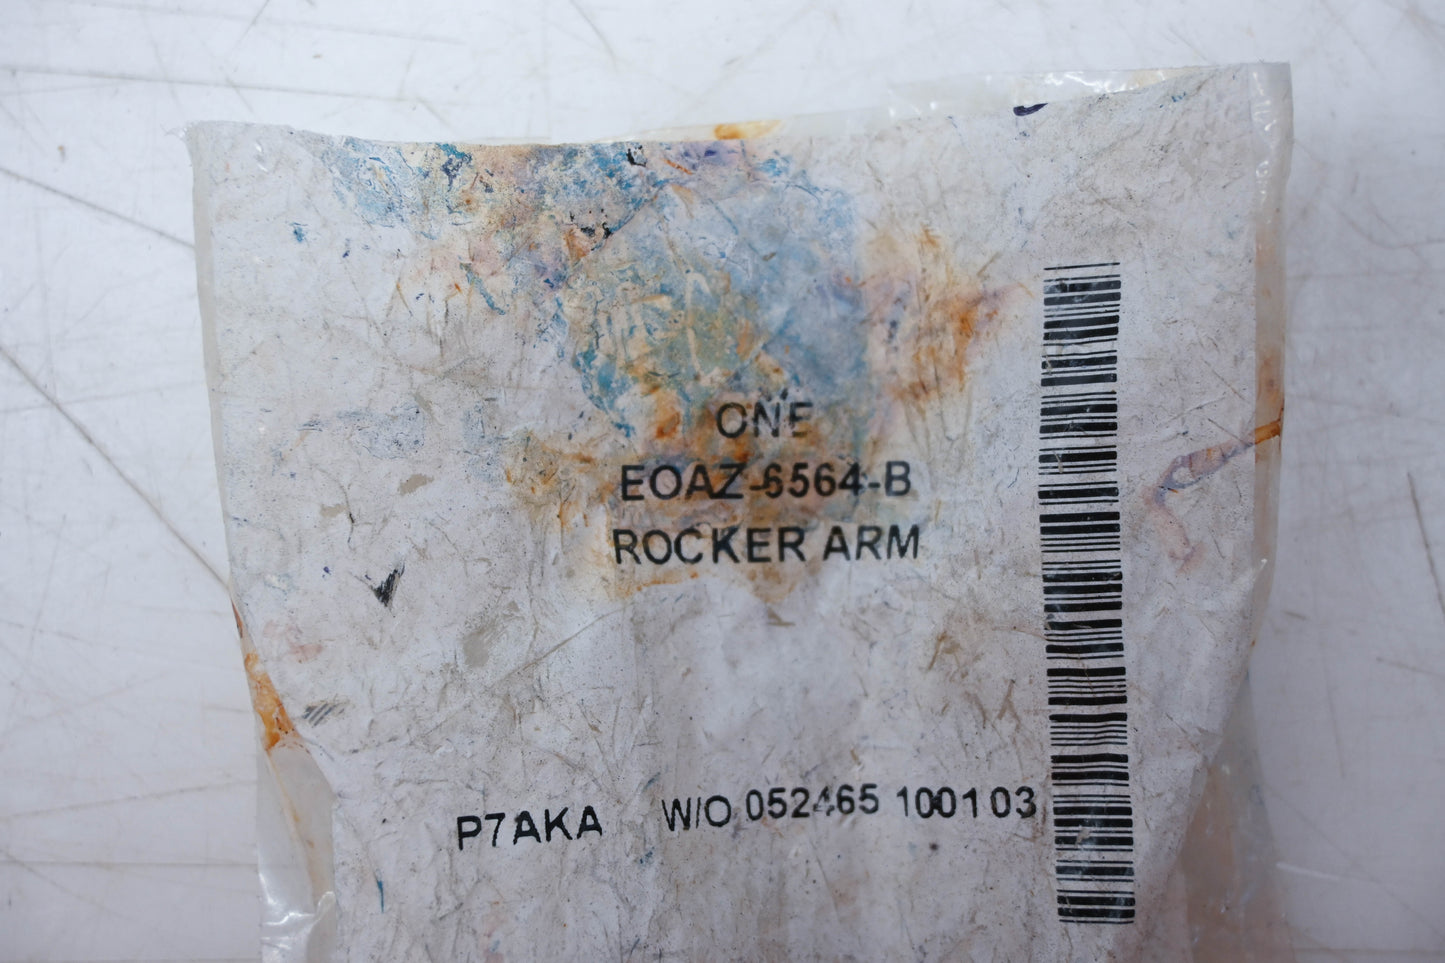 ONE
EOAZ-6564-B
ROCKER ARM
P7AKA W/O 052465 100103